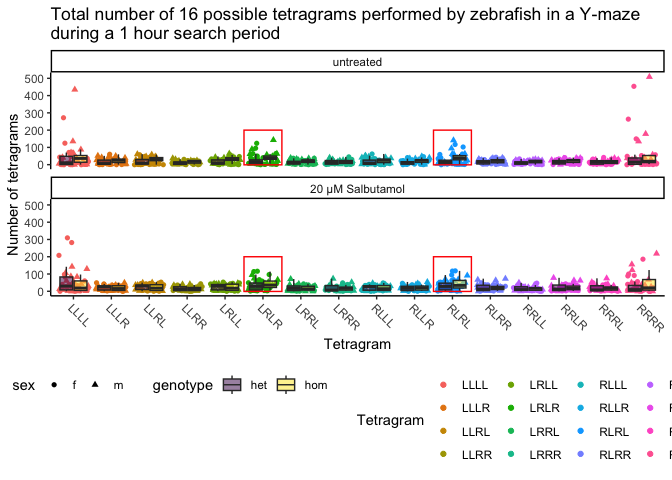 Total number of 16 possible tetragrams performed by zebrafish in a Y-maze
during a 1 hour search period
untreated
500
400
300
200
100
0
20 μM Salbutamol
500
400
300
200
100
0
Number of tetragrams
LLLL LLLR LLRL LLRR LRLL LRLR LRRL LRRR RLLL RLLR RLRL RLRR RRLL RRLR RRRL RRRR
Tetragram
sex f m genotype het hom
Tetragram
LLLL LRLL RLLL R
LLLR LRLR RLLR R
LLRL LRRL RLRL R
LLRR LRRR RLRR R